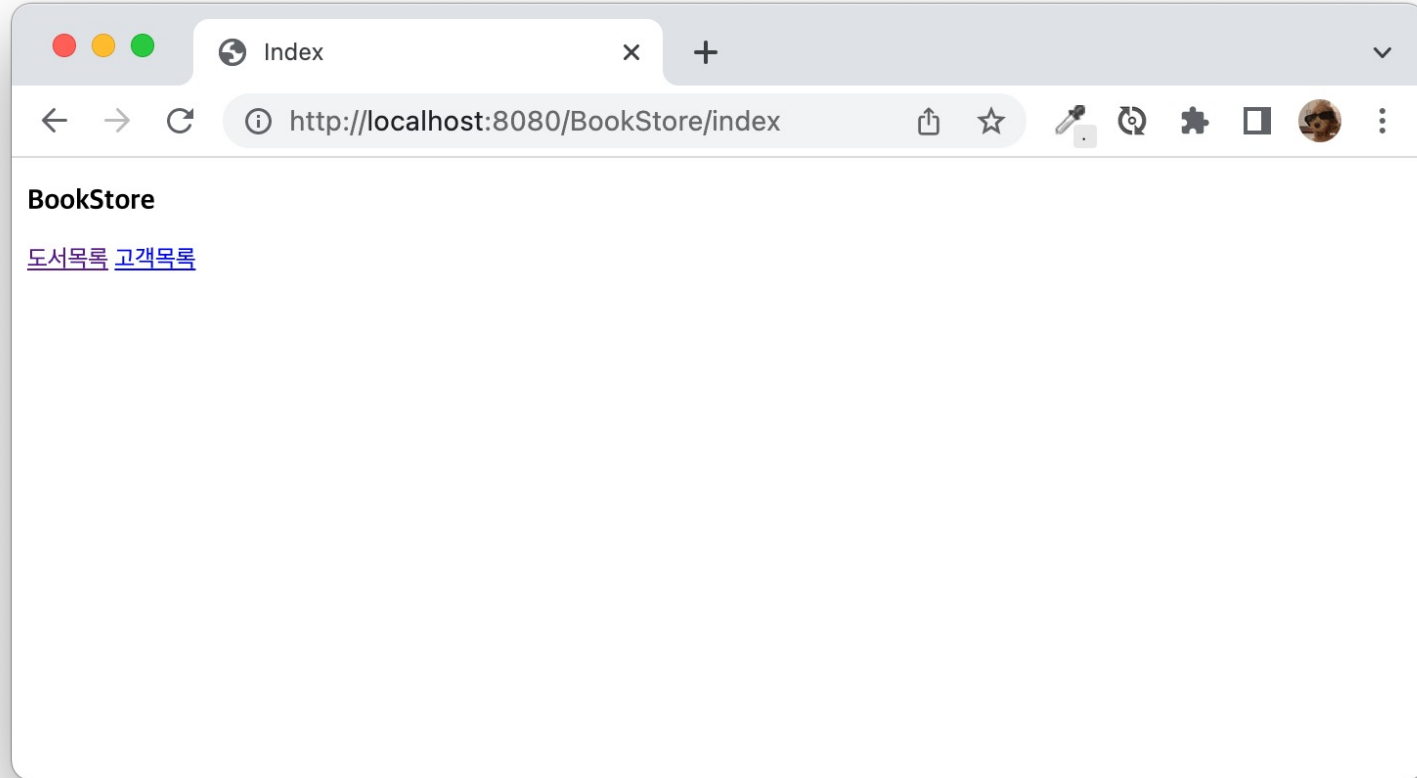 Index
http://localhost:8080/BookStore/index
BookStore
도서목록 고객목록